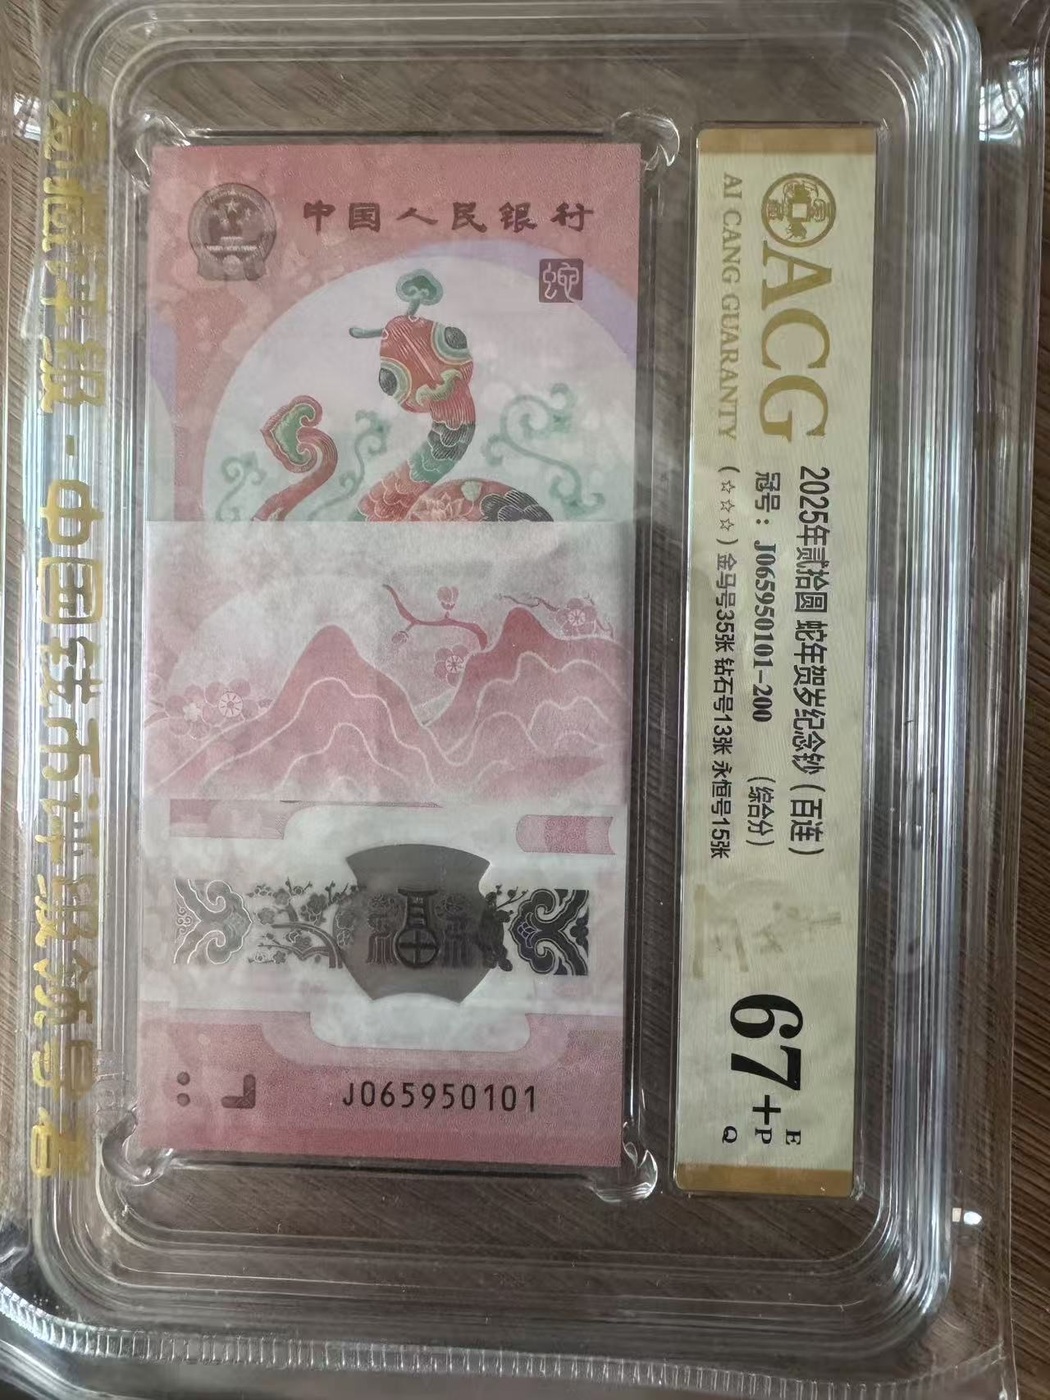 中国人民银行
J065950101
ACG
AI CANG GUARANTY
2025年贰拾圆 蛇年贺岁纪念钞（百连）
冠号：J065950101-200 （综合分）
（☆☆☆）金号号35张 钻石号13张 永恒号15张
67+
E
P
Q